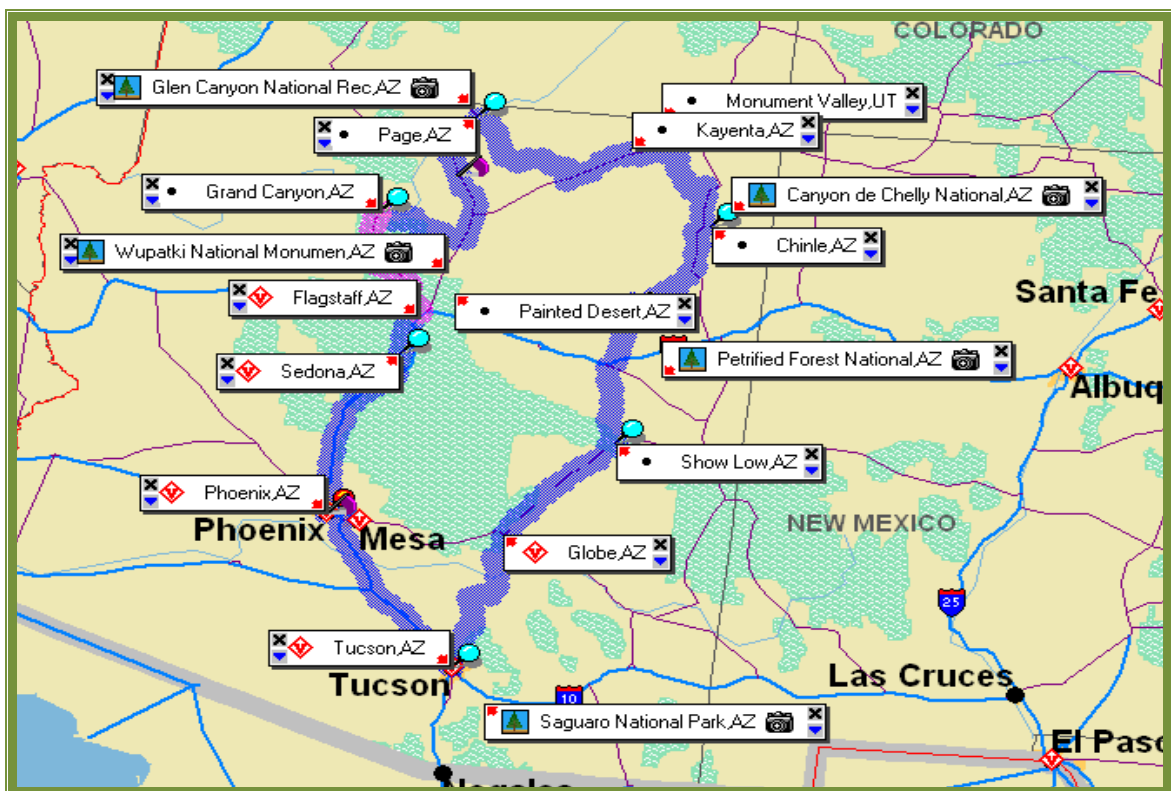 COLORADO
Glen Canyon National Rec,AZ
Monument Valley,UT
Page,AZ
Kayenta,AZ
Grand Canyon,AZ
Canyon de Chelly National,AZ
Wupatki National Monumen,AZ
Chinle,AZ
Flagstaff,AZ
Santa Fe
Painted Desert,AZ
Petrified Forest National,AZ
Sedona,AZ
Albuq
Show Low,AZ
Phoenix,AZ
Phoenix
Mesa
NEW MEXICO
Globe,AZ
25
Tucson,AZ
Tucson
Las Cruces
10
Saguaro National Park,AZ
El Paso
Nogales